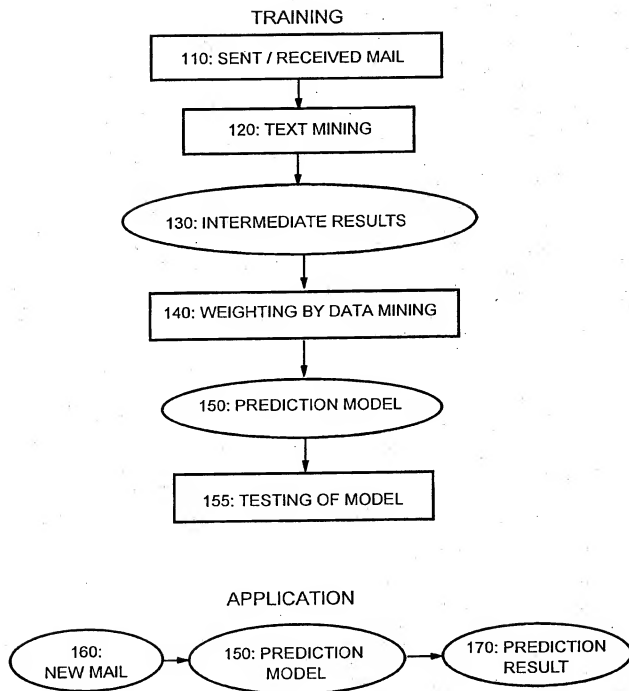 TRAINING
110: SENT / RECEIVED MAIL
120: TEXT MINING
130: INTERMEDIATE RESULTS
140: WEIGHTING BY DATA MINING
150: PREDICTION MODEL
155: TESTING OF MODEL
APPLICATION
160:
NEW MAIL
150: PREDICTION
MODEL
170: PREDICTION
RESULT